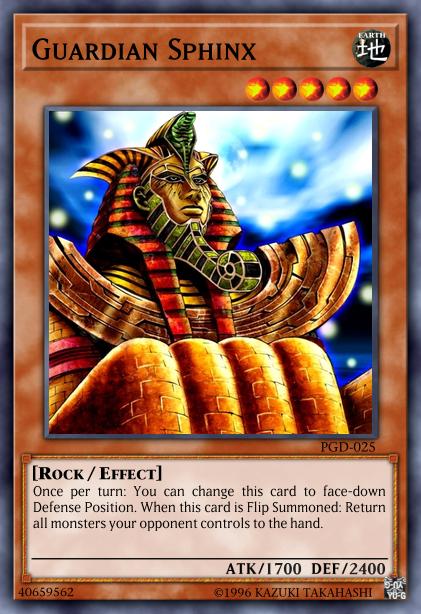 GUARDIAN SPHINX
EARTH
地
PGD-025
[ROCK / EFFECT]
Once per turn: You can change this card to face-down
Defense Position. When this card is Flip Summoned: Return
all monsters your opponent controls to the hand.
ATK/1700 DEF/2400
40659562
©1996 KAZUKI TAKAHASHI